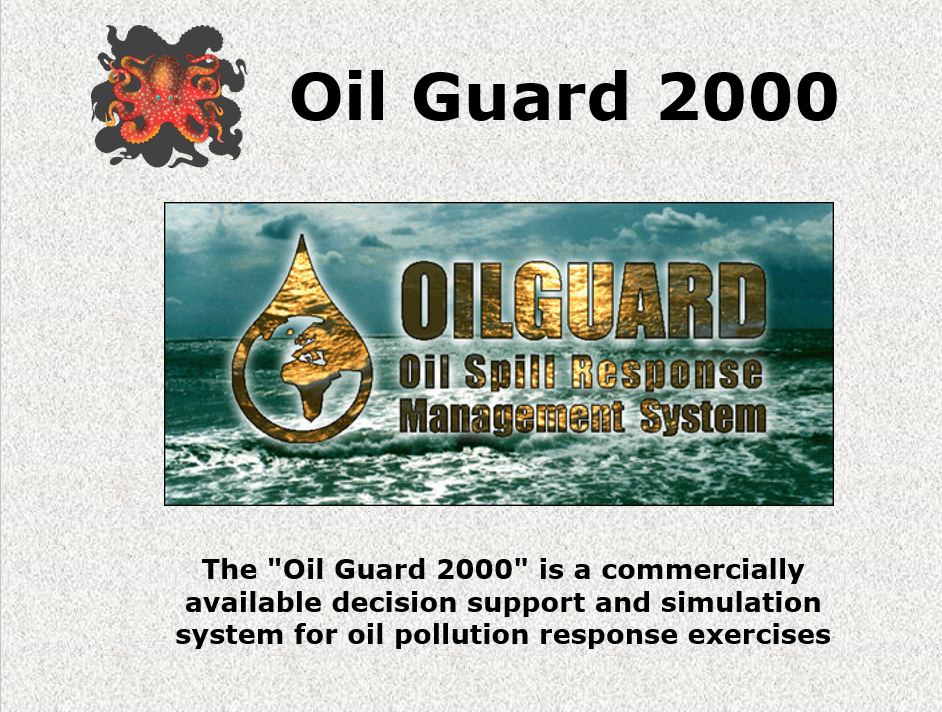 Oil Guard 2000
OILGUARD
Oil Spill Response
Management System
The "Oil Guard 2000" is a commercially
available decision support and simulation
system for oil pollution response exercises